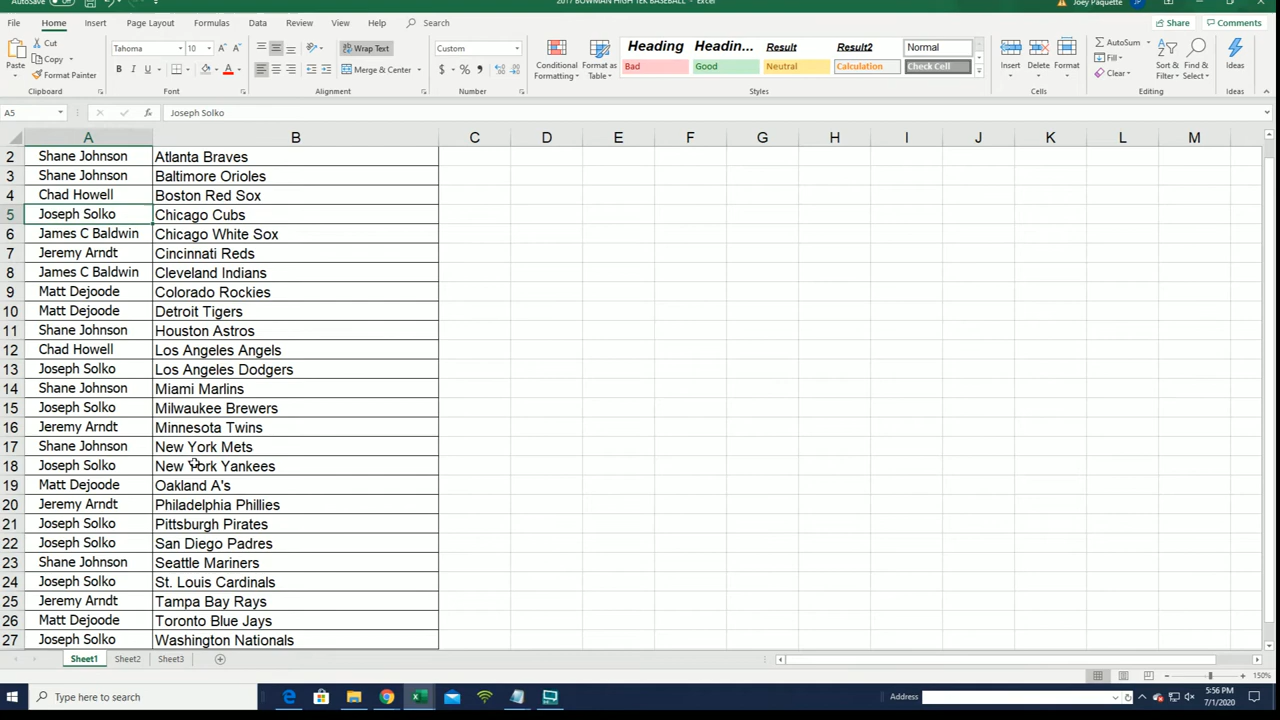 AutoSave Off 2017 BOWMAN HIGH TEK BASEBALL - Excel Joey Paquette JP
File Home Insert Page Layout Formulas Data Review View Help Search Share Comments
Paste Cut Copy Format Painter
Tahoma 10 Wrap Text Custom
B I U A Merge & Center $ % 9
Conditional Formatting Format as Table
Heading Headin... Result Result2 Normal
Bad Good Neutral Calculation Check Cell
Insert Delete Format
AutoSum Fill Clear
Sort & Filter Find & Select Ideas
Clipboard Font Alignment Number Styles Cells Editing Ideas
A5 fx Joseph Solko
A B C D E F G H I J K L M
2 Shane Johnson Atlanta Braves
3 Shane Johnson Baltimore Orioles
4 Chad Howell Boston Red Sox
5 Joseph Solko Chicago Cubs
6 James C Baldwin Chicago White Sox
7 Jeremy Arndt Cincinnati Reds
8 James C Baldwin Cleveland Indians
9 Matt Dejoode Colorado Rockies
10 Matt Dejoode Detroit Tigers
11 Shane Johnson Houston Astros
12 Chad Howell Los Angeles Angels
13 Joseph Solko Los Angeles Dodgers
14 Shane Johnson Miami Marlins
15 Joseph Solko Milwaukee Brewers
16 Jeremy Arndt Minnesota Twins
17 Shane Johnson New York Mets
18 Joseph Solko New York Yankees
19 Matt Dejoode Oakland A's
20 Jeremy Arndt Philadelphia Phillies
21 Joseph Solko Pittsburgh Pirates
22 Joseph Solko San Diego Padres
23 Shane Johnson Seattle Mariners
24 Joseph Solko St. Louis Cardinals
25 Jeremy Arndt Tampa Bay Rays
26 Matt Dejoode Toronto Blue Jays
27 Joseph Solko Washington Nationals
Sheet1 Sheet2 Sheet3
150%
Type here to search Address 5:56 PM
7/1/2020